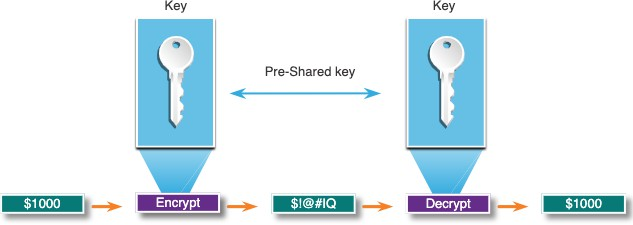 Key
Key
Pre-Shared key
$1000
Encrypt
$!@#IQ
Decrypt
$1000